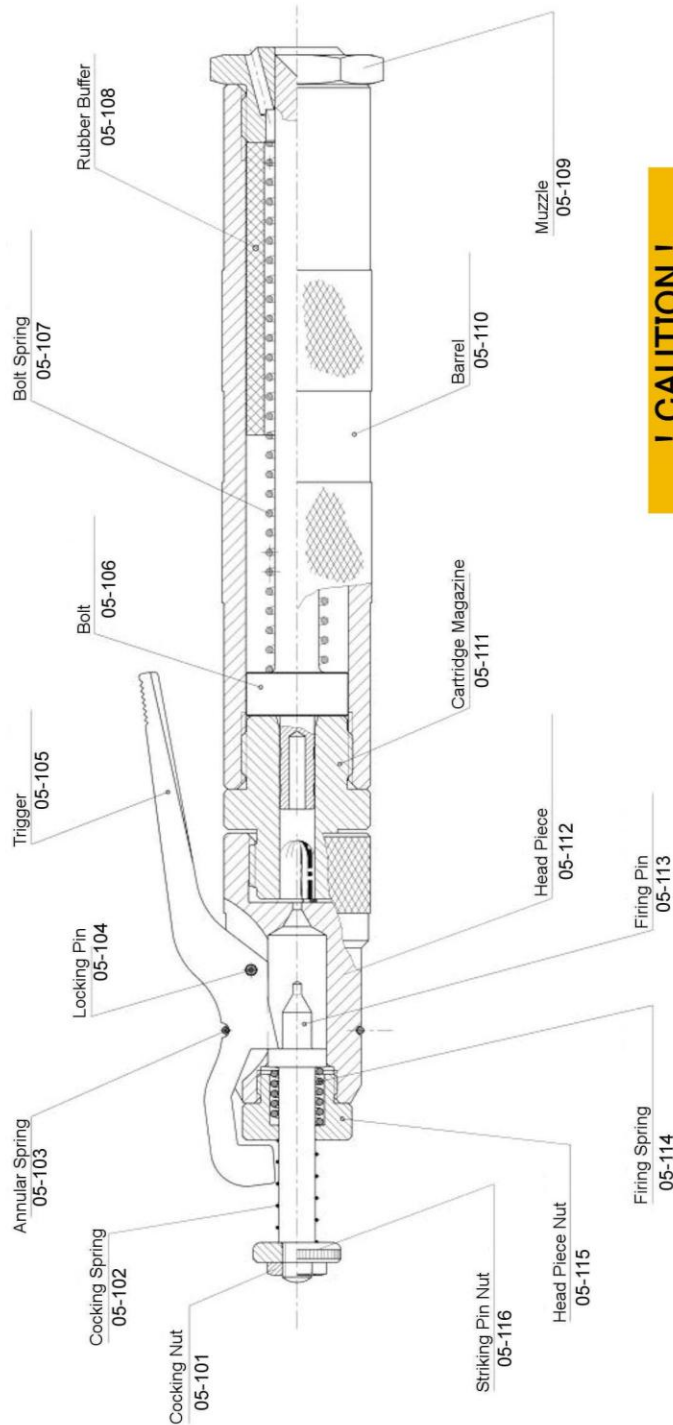 Cocking Nut
05-101
Cocking Spring
05-102
Annular Spring
05-103
Locking Pin
05-104
Trigger
05-105
Bolt
05-106
Bolt Spring
05-107
Rubber Buffer
05-108
Striking Pin Nut
05-116
Head Piece Nut
05-115
Firing Spring
05-114
Firing Pin
05-113
Head Piece
05-112
Cartridge Magazine
05-111
Barrel
05-110
Muzzle
05-109
! CAUTION !